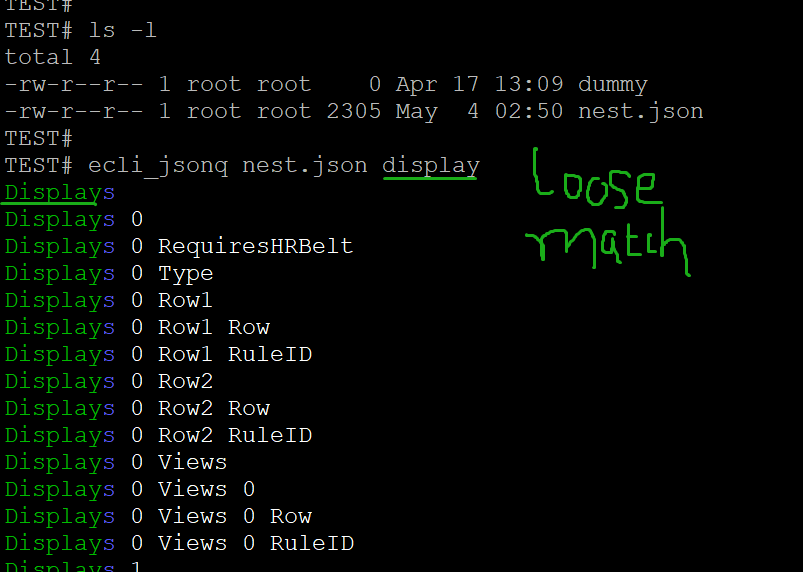 TEST#
TEST# ls -l
total 4
-rw-r--r-- 1 root root    0 Apr 17 13:09 dummy
-rw-r--r-- 1 root root 2305 May  4 02:50 nest.json
TEST#
TEST# ecli_jsonq nest.json display
loose
match
Displays
Displays 0
Displays 0 RequiresHRBelt
Displays 0 Type
Displays 0 Row1
Displays 0 Row1 Row
Displays 0 Row1 RuleID
Displays 0 Row2
Displays 0 Row2 Row
Displays 0 Row2 RuleID
Displays 0 Views
Displays 0 Views 0
Displays 0 Views 0 Row
Displays 0 Views 0 RuleID
Displays 1